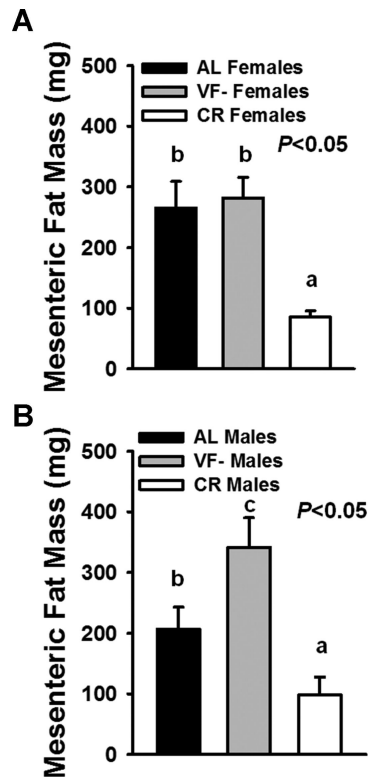 A
Mesenteric Fat Mass (mg)
500
400
300
200
100
0
AL Females
VF- Females
CR Females
P<0.05
b
b
a
B
Mesenteric Fat Mass (mg)
500
400
300
200
100
0
AL Males
VF- Males
CR Males
P<0.05
b
c
a